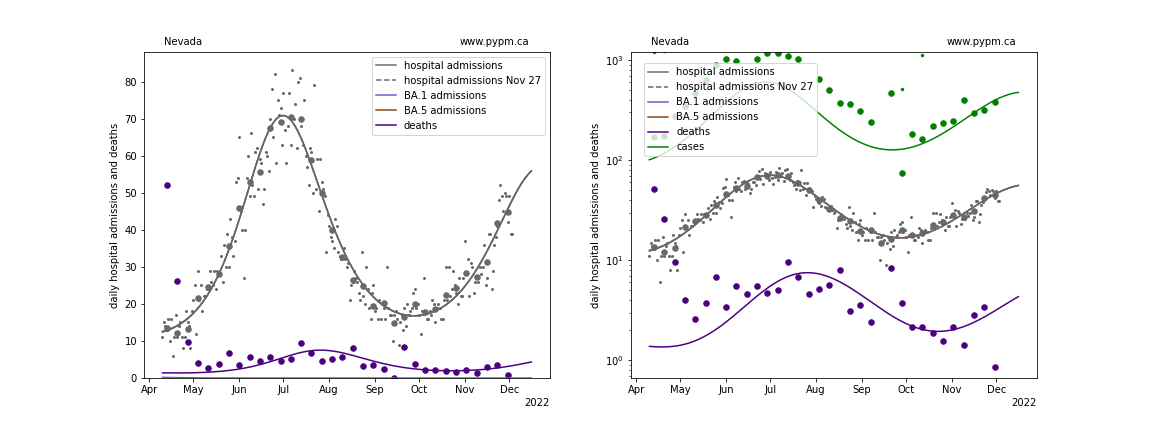 Nevada www.pypm.ca
hospital admissions
hospital admissions Nov 27
BA.1 admissions
BA.5 admissions
deaths
daily hospital admissions and deaths
80
70
60
50
40
30
20
10
0
Apr May Jun Jul Aug Sep Oct Nov Dec
2022
Nevada www.pypm.ca
hospital admissions
hospital admissions Nov 27
BA.1 admissions
BA.5 admissions
deaths
cases
daily hospital admissions and deaths
10³
10²
10¹
10⁰
Apr May Jun Jul Aug Sep Oct Nov Dec
2022